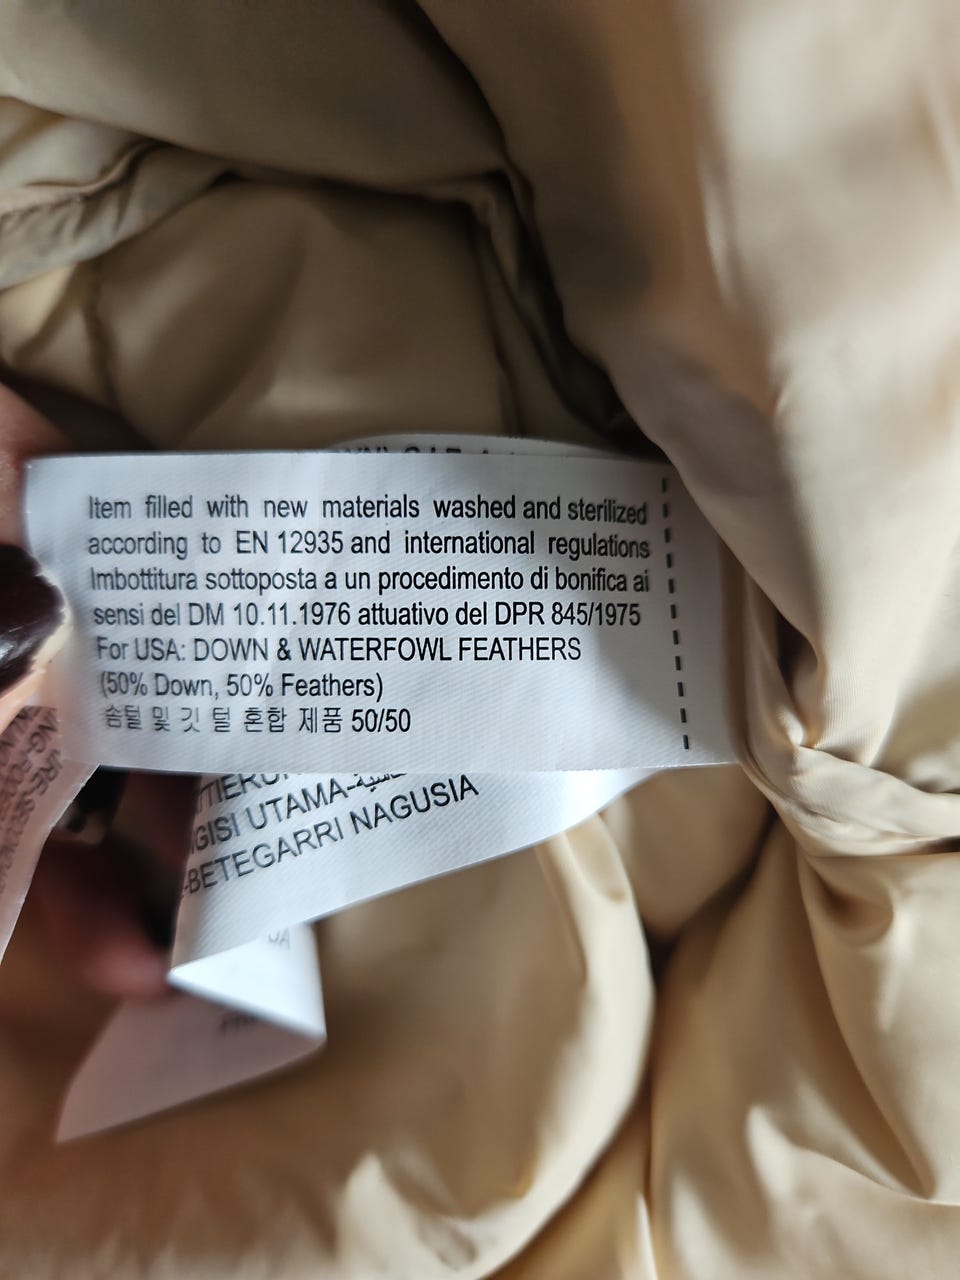 Item filled with new materials washed and sterilized
according to EN 12935 and international regulations
Imbottitura sottoposta a un procedimento di bonifica ai
sensi del DM 10.11.1976 attuativo del DPR 845/1975
For USA: DOWN & WATERFOWL FEATHERS
(50% Down, 50% Feathers)
솜털 및 깃 털 혼합 제품 50/50
UTAMA-
-BETEGARRI NAGUSIA